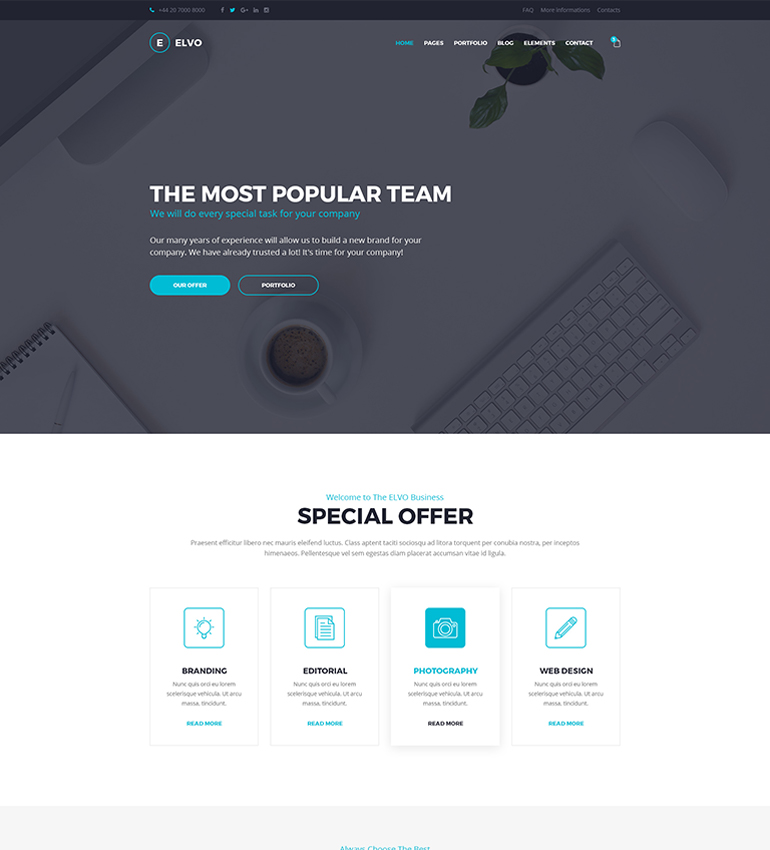 +44 20 7000 8000
FAQ More informations Contacts
E ELVO
HOME PAGES PORTFOLIO BLOG ELEMENTS CONTACT
THE MOST POPULAR TEAM
We will do every special task for your company
Our many years of experience will allow us to build a new brand for your
company. We have already trusted a lot! It's time for your company!
OUR OFFER PORTFOLIO
Welcome to The ELVO Business
SPECIAL OFFER
Praesent efficitur libero nec mauris eleifend luctus. Class aptent taciti sociosqu ad litora torquent per conubia nostra, per inceptos
himenaeos. Pellentesque vel sem egestas diam placerat accumsan vitae id ligula.
BRANDING
Nunc quis orci eu lorem
scelerisque vehicula. Ut arcu
massa, tincidunt.
READ MORE
EDITORIAL
Nunc quis orci eu lorem
scelerisque vehicula. Ut arcu
massa, tincidunt.
READ MORE
PHOTOGRAPHY
Nunc quis orci eu lorem
scelerisque vehicula. Ut arcu
massa, tincidunt.
READ MORE
WEB DESIGN
Nunc quis orci eu lorem
scelerisque vehicula. Ut arcu
massa, tincidunt.
READ MORE
Always Choose The Best